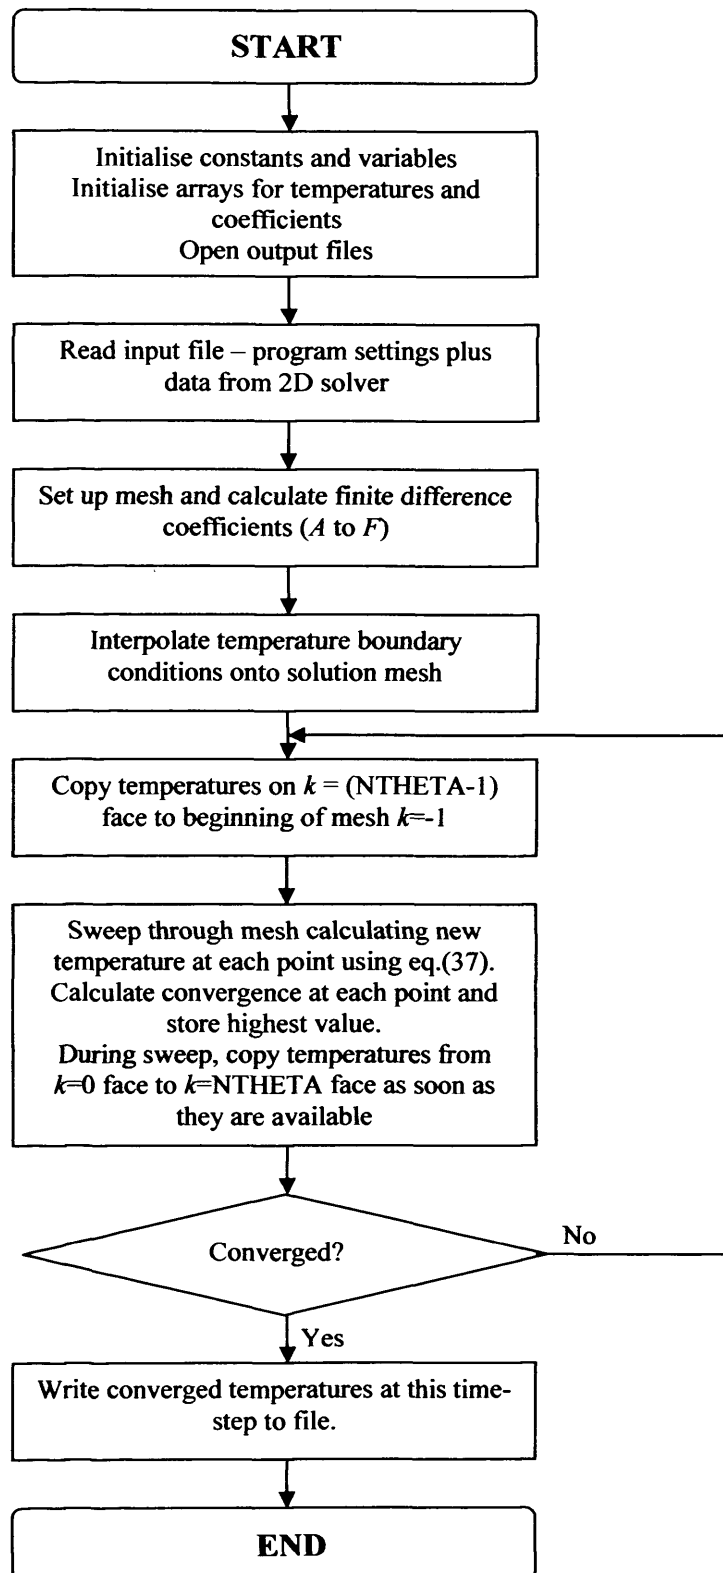 START
Initialise constants and variables
Initialise arrays for temperatures and
coefficients
Open output files
Read input file – program settings plus
data from 2D solver
Set up mesh and calculate finite difference
coefficients (A to F)
Interpolate temperature boundary
conditions onto solution mesh
Copy temperatures on k = (NTHETA-1)
face to beginning of mesh k=-1
Sweep through mesh calculating new
temperature at each point using eq.(37).
Calculate convergence at each point and
store highest value.
During sweep, copy temperatures from
k=0 face to k=NTHETA face as soon as
they are available
Converged?
No
Yes
Write converged temperatures at this time-
step to file.
END